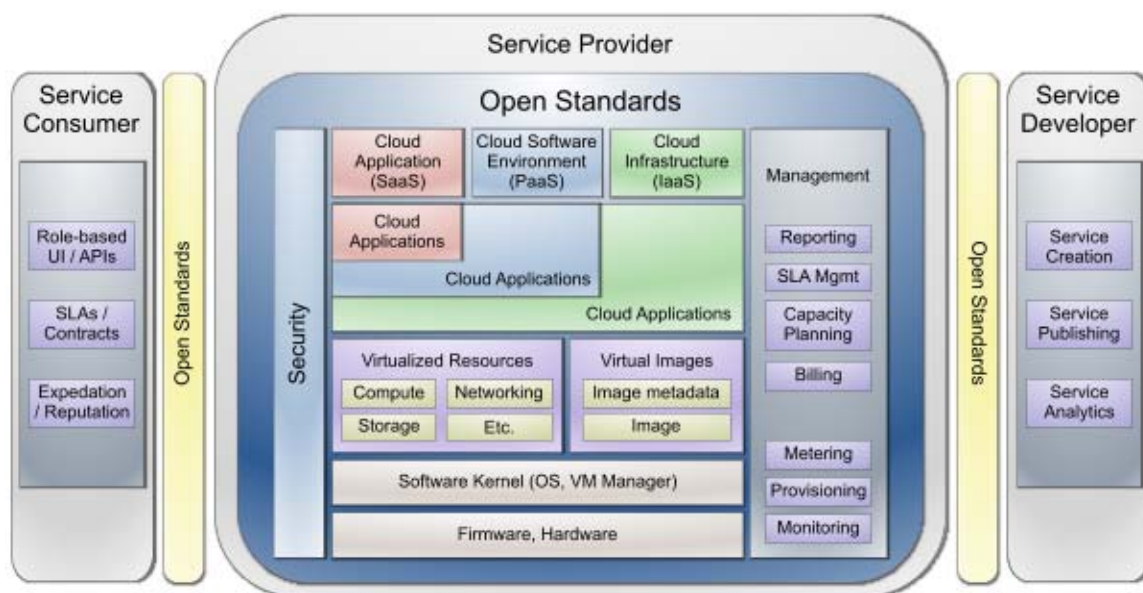 Service Provider
Service
Consumer
Role-based
UI / APIs
SLAs /
Contracts
Expedation
/ Reputation
Open Standards
Open Standards
Security
Cloud
Application
(SaaS)
Cloud Software
Environment
(PaaS)
Cloud
Infrastructure
(IaaS)
Cloud
Applications
Cloud Applications
Cloud Applications
Virtualized Resources
Compute
Networking
Storage
Etc.
Virtual Images
Image metadata
Image
Software Kernel (OS, VM Manager)
Firmware, Hardware
Management
Reporting
SLA Mgmt
Capacity
Planning
Billing
Metering
Provisioning
Monitoring
Open Standards
Service
Developer
Service
Creation
Service
Publishing
Service
Analytics